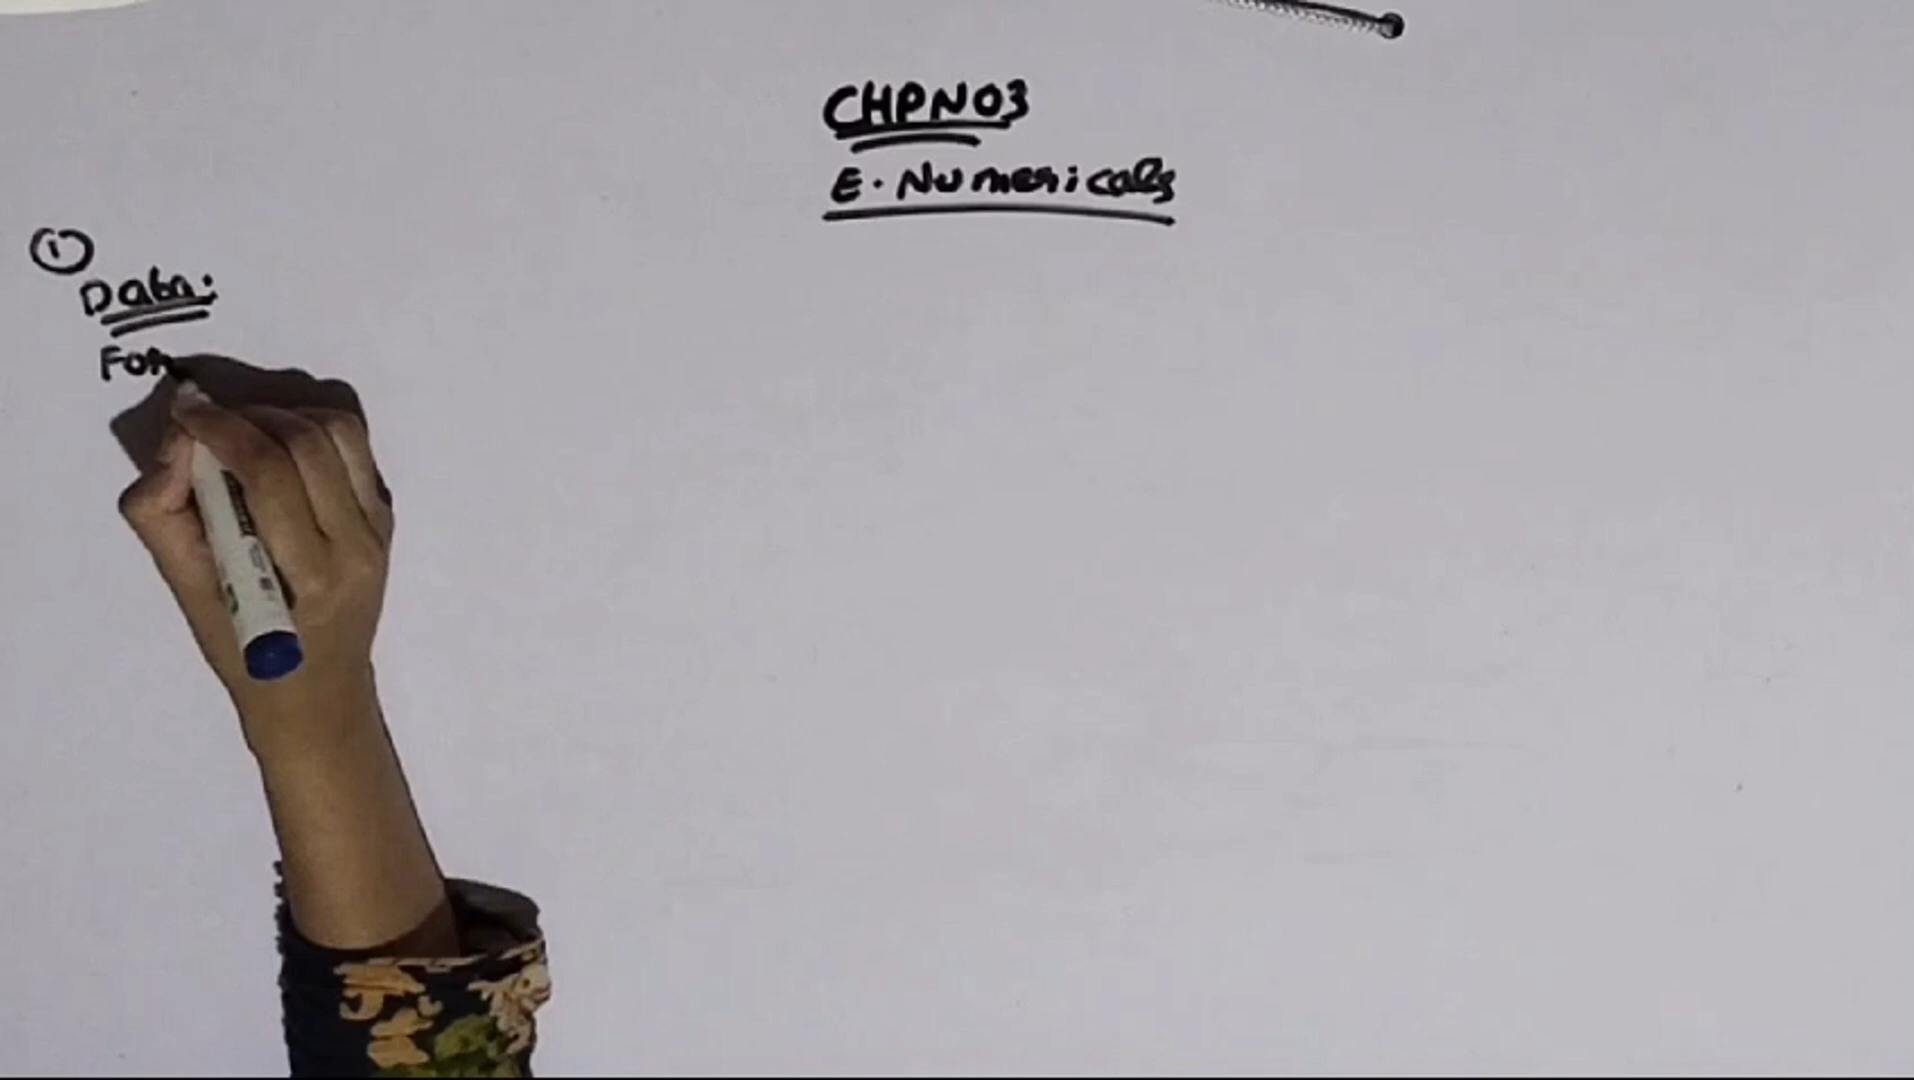 CHPNO3
E. Numericals
①
Data:
For